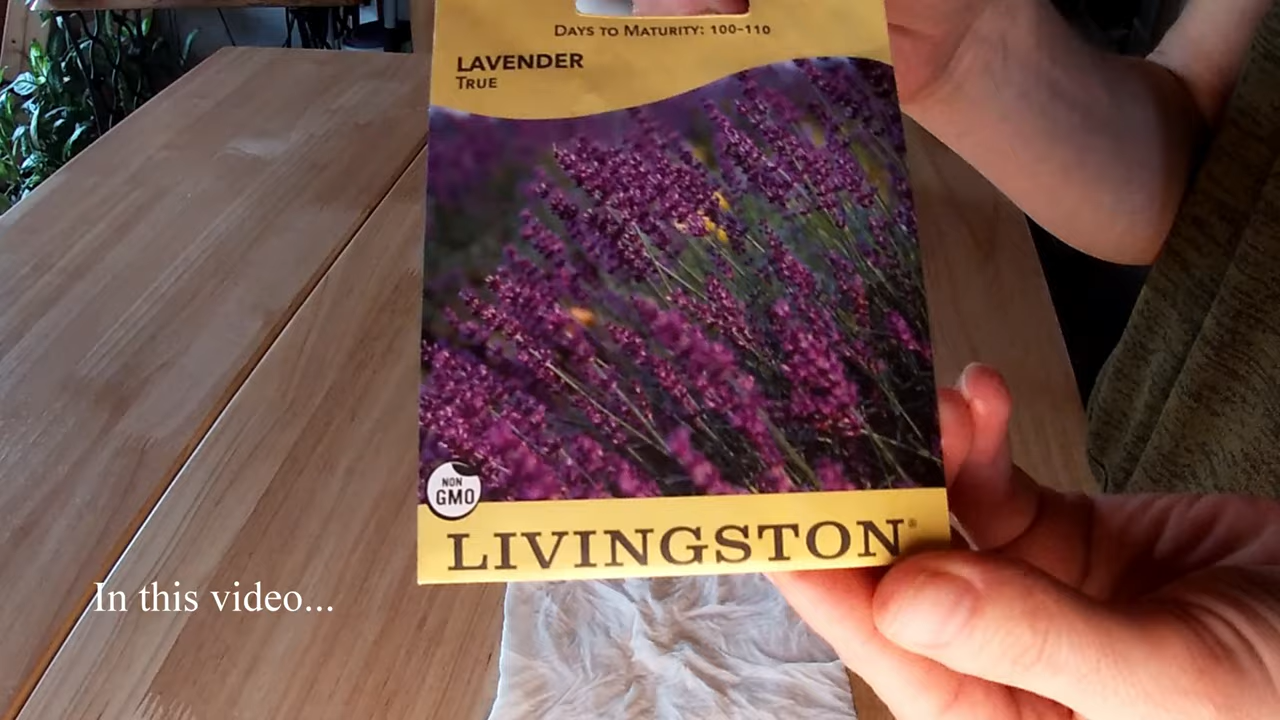 DAYS TO MATURITY: 100-110
LAVENDER
TRUE
NON
GMO
LIVINGSTON®
In this video...